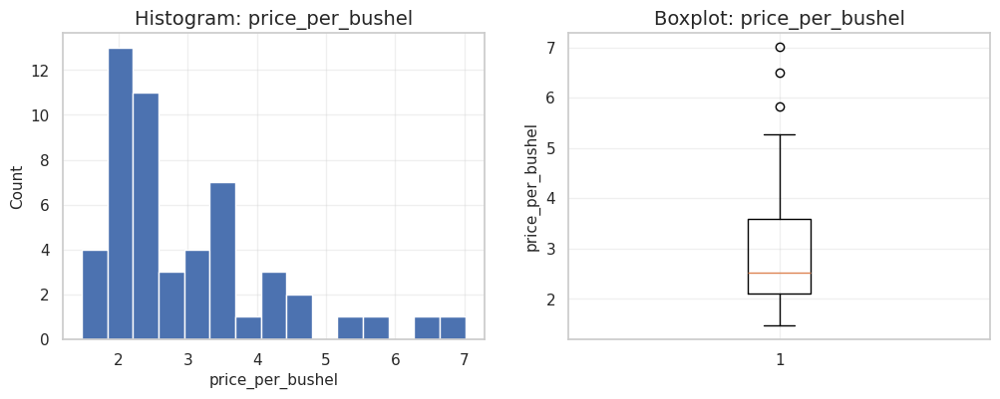 Histogram: price_per_bushel
Count
12
10
8
6
4
2
0
2 3 4 5 6 7
price_per_bushel
Boxplot: price_per_bushel
price_per_bushel
7
6
5
4
3
2
1